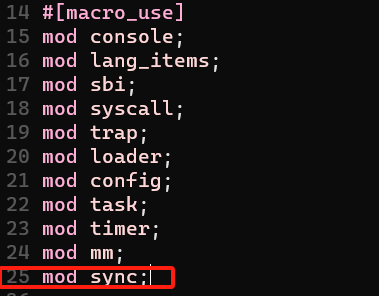 14 #[macro_use]
15 mod console;
16 mod lang_items;
17 mod sbi;
18 mod syscall;
19 mod trap;
20 mod loader;
21 mod config;
22 mod task;
23 mod timer;
24 mod mm;
25 mod sync;